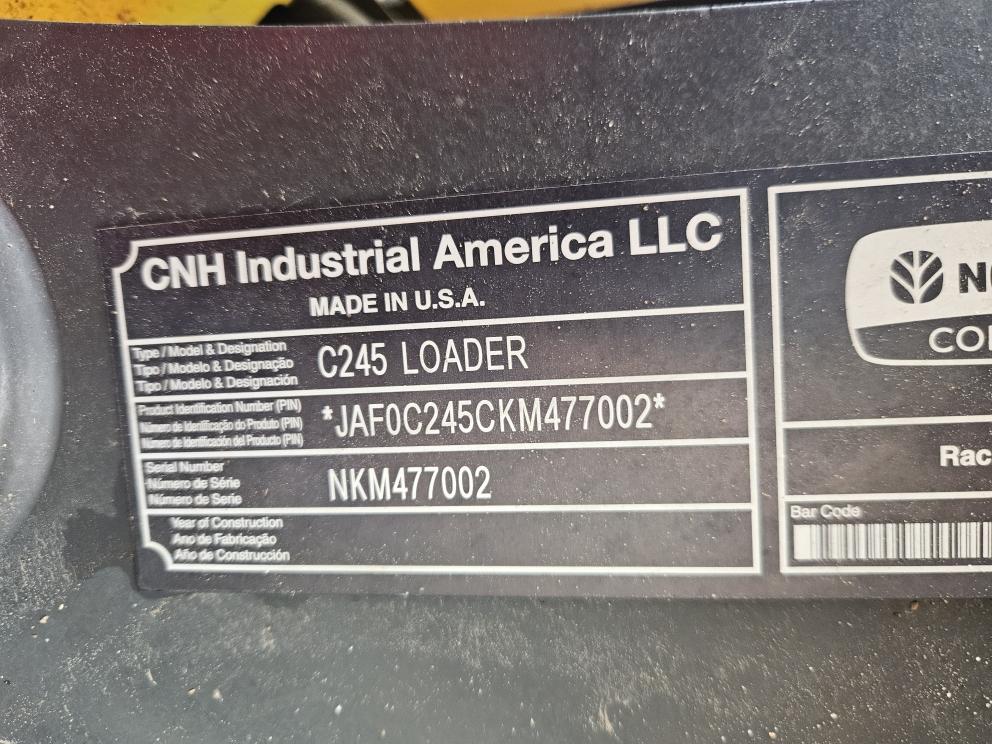 CNH Industrial America LLC
MADE IN U.S.A.
Type / Model & Designation
Tipo / Modelo & Designação
Tipo / Modelo & Designación
C245 LOADER
Product Identification Number (PIN)
Número de Identificação do Produto (PIN)
Número de Identificación del Producto (PIN)
*JAF0C245CKM477002*
Serial Number
Número de Série
Número de Serie
NKM477002
Year of Construction
Ano de Fabricação
Año de Construcción
Rac
Bar Code